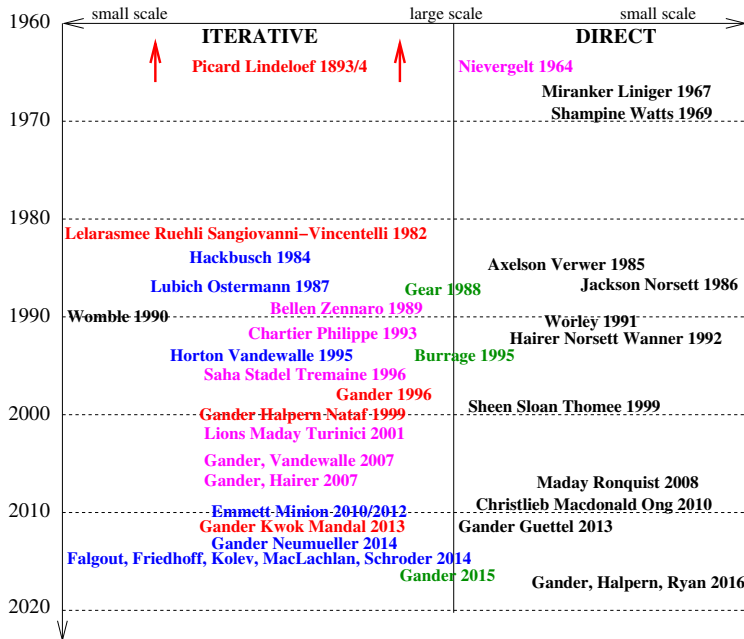 small scale large scale small scale
1960
ITERATIVE DIRECT
Picard Lindeloef 1893/4 Nievergelt 1964
Miranker Liniger 1967
Shampine Watts 1969
1970
1980
Lelarasmee Ruehli Sangiovanni−Vincentelli 1982
Hackbusch 1984
Axelson Verwer 1985
Lubich Ostermann 1987 Gear 1988 Jackson Norsett 1986
Bellen Zennaro 1989
1990 Womble 1990 Worley 1991
Chartier Philippe 1993 Hairer Norsett Wanner 1992
Horton Vandewalle 1995 Burrage 1995
Saha Stadel Tremaine 1996
Gander 1996
Sheen Sloan Thomee 1999
2000 Gander Halpern Nataf 1999
Lions Maday Turinici 2001
Gander, Vandewalle 2007
Gander, Hairer 2007 Maday Ronquist 2008
Christlieb Macdonald Ong 2010
2010 Emmett Minion 2010/2012
Gander Kwok Mandal 2013 Gander Guettel 2013
Gander Neumueller 2014
Falgout, Friedhoff, Kolev, MacLachlan, Schroder 2014
Gander 2015 Gander, Halpern, Ryan 2016
2020